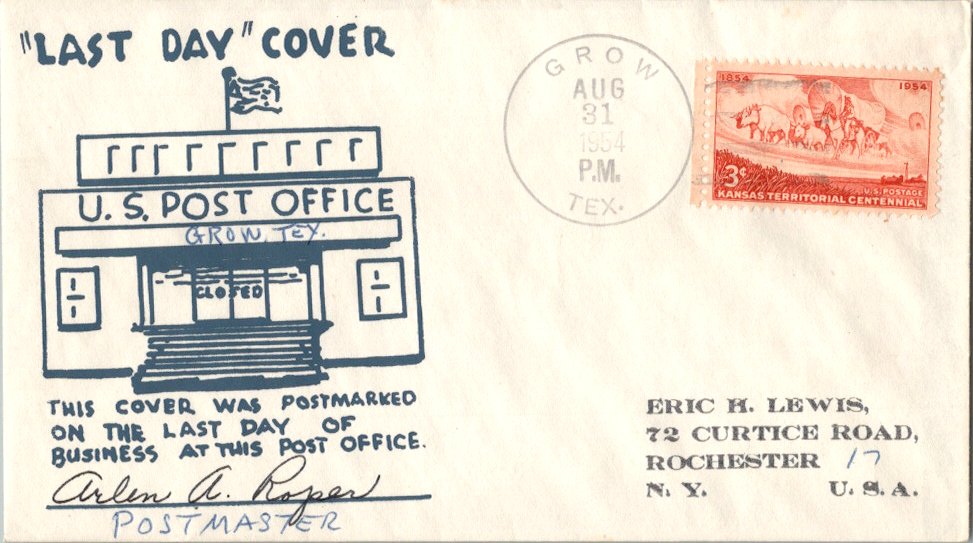 "LAST DAY" COVER
U.S. POST OFFICE
GROW, TEX.
CLOSED
THIS COVER WAS POSTMARKED
ON THE LAST DAY OF
BUSINESS AT THIS POST OFFICE.
Arlen A. Roper
POSTMASTER
GROW
AUG
31
1954
P.M.
TEX.
1854 1954
3¢
U.S. POSTAGE
KANSAS TERRITORIAL CENTENNIAL
ERIC H. LEWIS,
72 CURTICE ROAD,
ROCHESTER 17
N. Y. U. S. A.